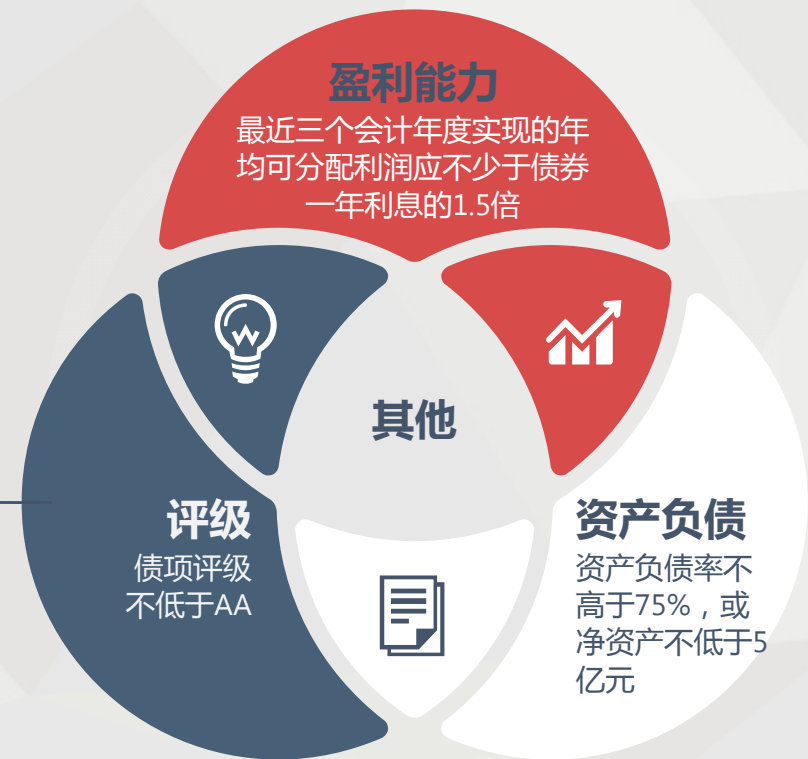 盈利能力
最近三个会计年度实现的年
均可分配利润应不少于债券
一年利息的1.5倍
其他
评级
债项评级
不低于AA
资产负债
资产负债率不
高于75%，或
净资产不低于5
亿元